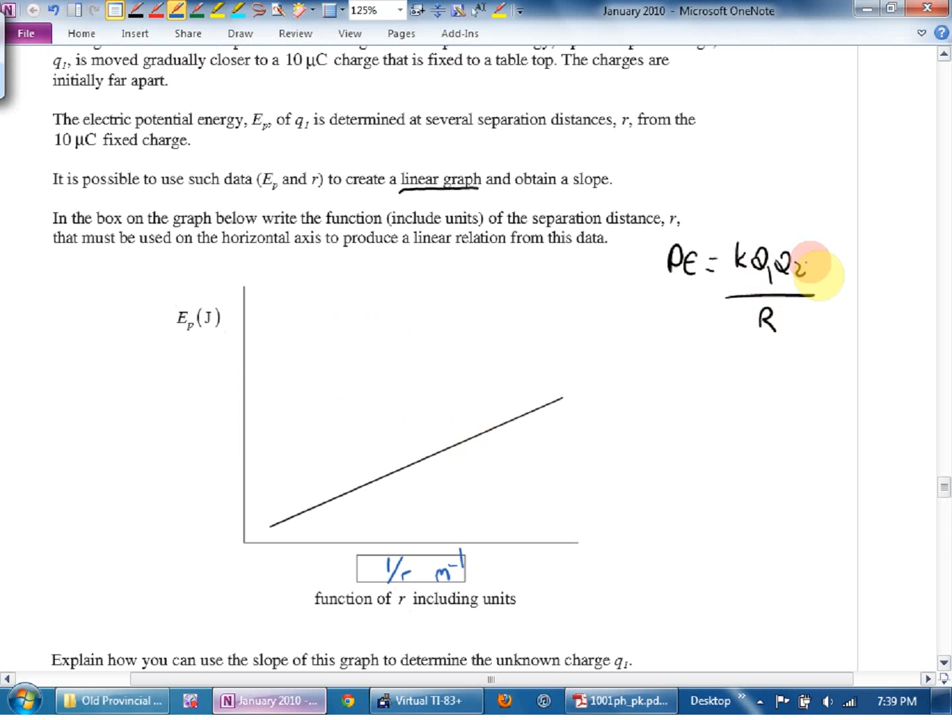 January 2010 - Microsoft OneNote
125%
File Home Insert Share Draw Review View Pages Add-Ins
q1, is moved gradually closer to a 10 μC charge that is fixed to a table top. The charges are
initially far apart.
The electric potential energy, Ep, of q1 is determined at several separation distances, r, from the
10 μC fixed charge.
It is possible to use such data (Ep and r) to create a linear graph and obtain a slope.
In the box on the graph below write the function (include units) of the separation distance, r,
that must be used on the horizontal axis to produce a linear relation from this data.
PE = kQ1Q2
R
Ep(J)
1/r m⁻¹
function of r including units
Explain how you can use the slope of this graph to determine the unknown charge q1.
Old Provincial ... January 2010 -... Virtual TI-83+ 1001ph_pk.pd... Desktop 7:39 PM